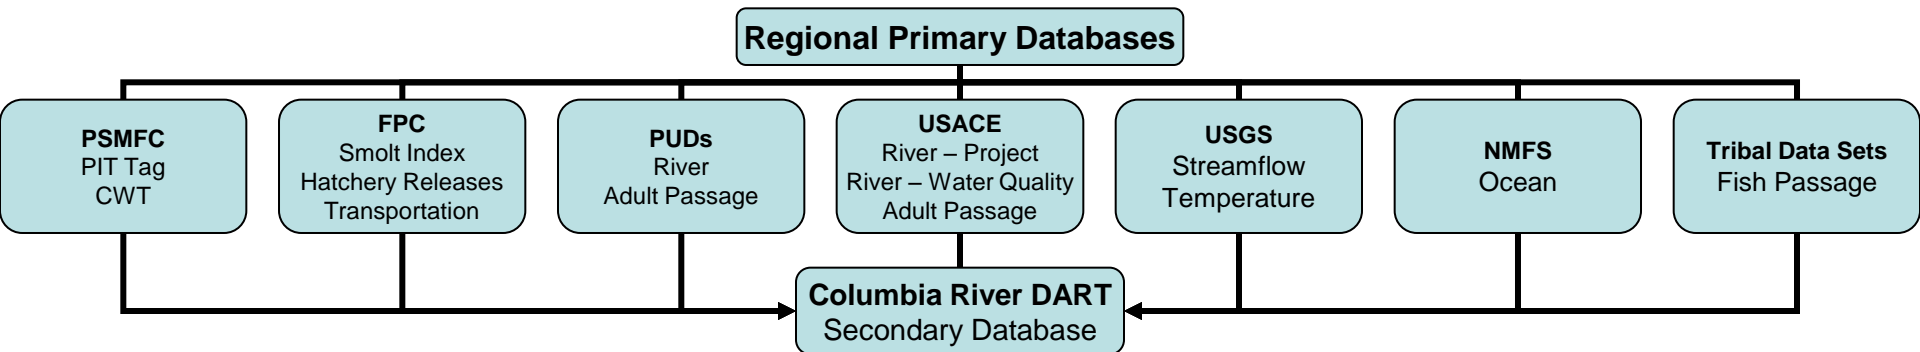 Regional Primary Databases
PSMFC
PIT Tag
CWT
FPC
Smolt Index
Hatchery Releases
Transportation
PUDs
River
Adult Passage
USACE
River – Project
River – Water Quality
Adult Passage
USGS
Streamflow
Temperature
NMFS
Ocean
Tribal Data Sets
Fish Passage
Columbia River DART
Secondary Database